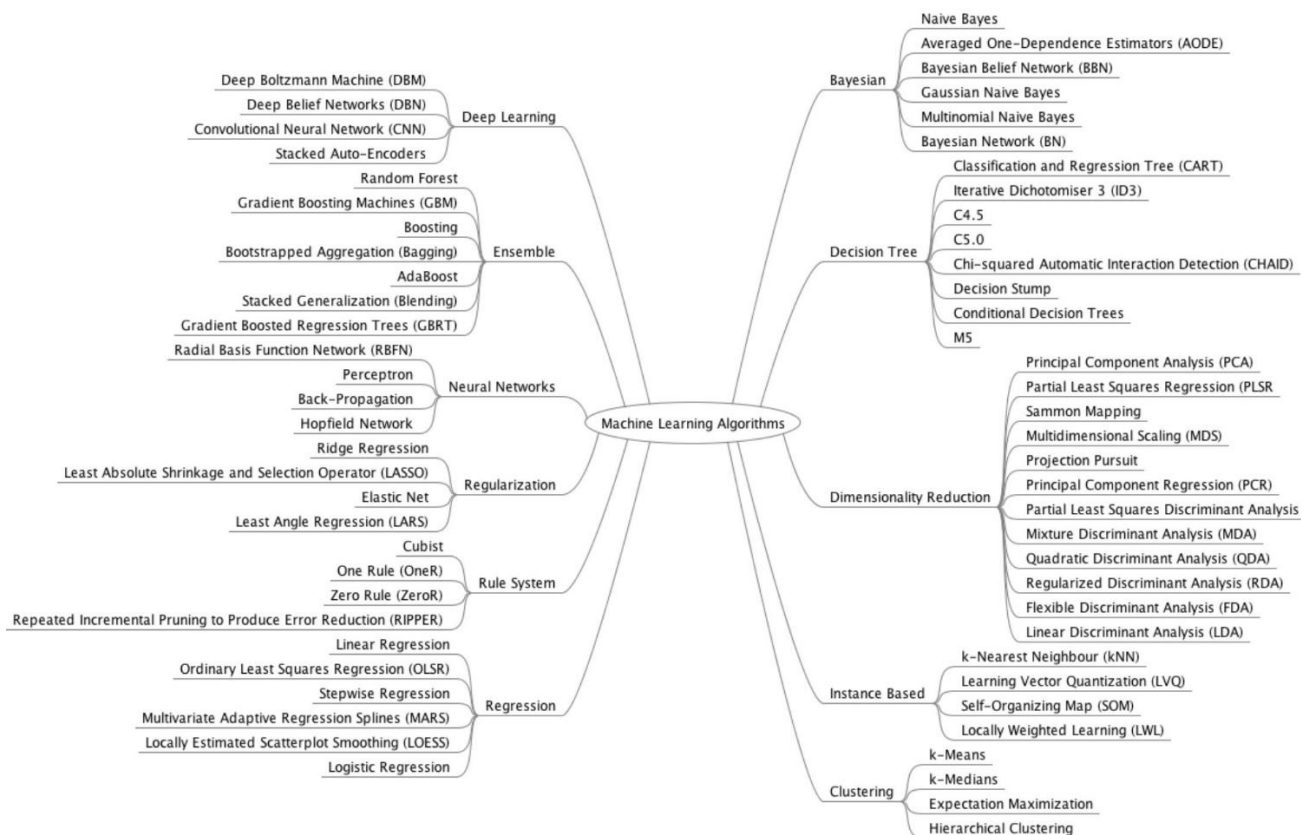 Machine Learning Algorithms
Deep Learning
Deep Boltzmann Machine (DBM)
Deep Belief Networks (DBN)
Convolutional Neural Network (CNN)
Stacked Auto-Encoders
Ensemble
Random Forest
Gradient Boosting Machines (GBM)
Boosting
Bootstrapped Aggregation (Bagging)
AdaBoost
Stacked Generalization (Blending)
Gradient Boosted Regression Trees (GBRT)
Neural Networks
Radial Basis Function Network (RBFN)
Perceptron
Back-Propagation
Hopfield Network
Regularization
Ridge Regression
Least Absolute Shrinkage and Selection Operator (LASSO)
Elastic Net
Least Angle Regression (LARS)
Rule System
Cubist
One Rule (OneR)
Zero Rule (ZeroR)
Repeated Incremental Pruning to Produce Error Reduction (RIPPER)
Regression
Linear Regression
Ordinary Least Squares Regression (OLSR)
Stepwise Regression
Multivariate Adaptive Regression Splines (MARS)
Locally Estimated Scatterplot Smoothing (LOESS)
Logistic Regression
Bayesian
Naive Bayes
Averaged One-Dependence Estimators (AODE)
Bayesian Belief Network (BBN)
Gaussian Naive Bayes
Multinomial Naive Bayes
Bayesian Network (BN)
Decision Tree
Classification and Regression Tree (CART)
Iterative Dichotomiser 3 (ID3)
C4.5
C5.0
Chi-squared Automatic Interaction Detection (CHAID)
Decision Stump
Conditional Decision Trees
M5
Dimensionality Reduction
Principal Component Analysis (PCA)
Partial Least Squares Regression (PLSR
Sammon Mapping
Multidimensional Scaling (MDS)
Projection Pursuit
Principal Component Regression (PCR)
Partial Least Squares Discriminant Analysis
Mixture Discriminant Analysis (MDA)
Quadratic Discriminant Analysis (QDA)
Regularized Discriminant Analysis (RDA)
Flexible Discriminant Analysis (FDA)
Linear Discriminant Analysis (LDA)
Instance Based
k-Nearest Neighbour (kNN)
Learning Vector Quantization (LVQ)
Self-Organizing Map (SOM)
Locally Weighted Learning (LWL)
Clustering
k-Means
k-Medians
Expectation Maximization
Hierarchical Clustering